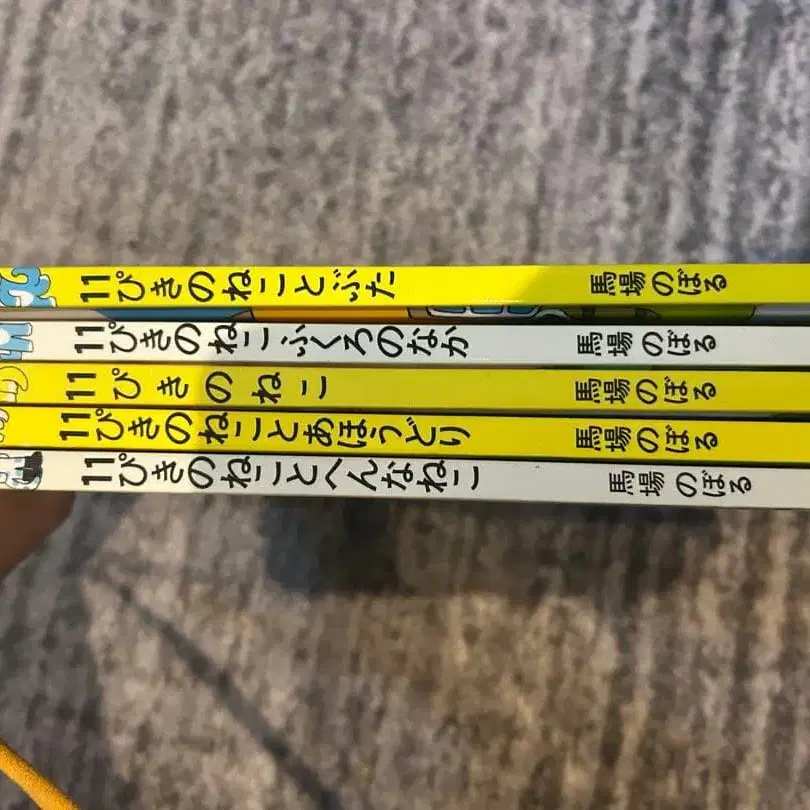 11ぴきのねことぶた 馬場のぼる
11ぴきのねこふくろのなか 馬場のぼる
11ぴきのねこ 馬場のぼる
11ぴきのねことあほうどり 馬場のぼる
11ぴきのねことへんなねこ 馬場のぼる